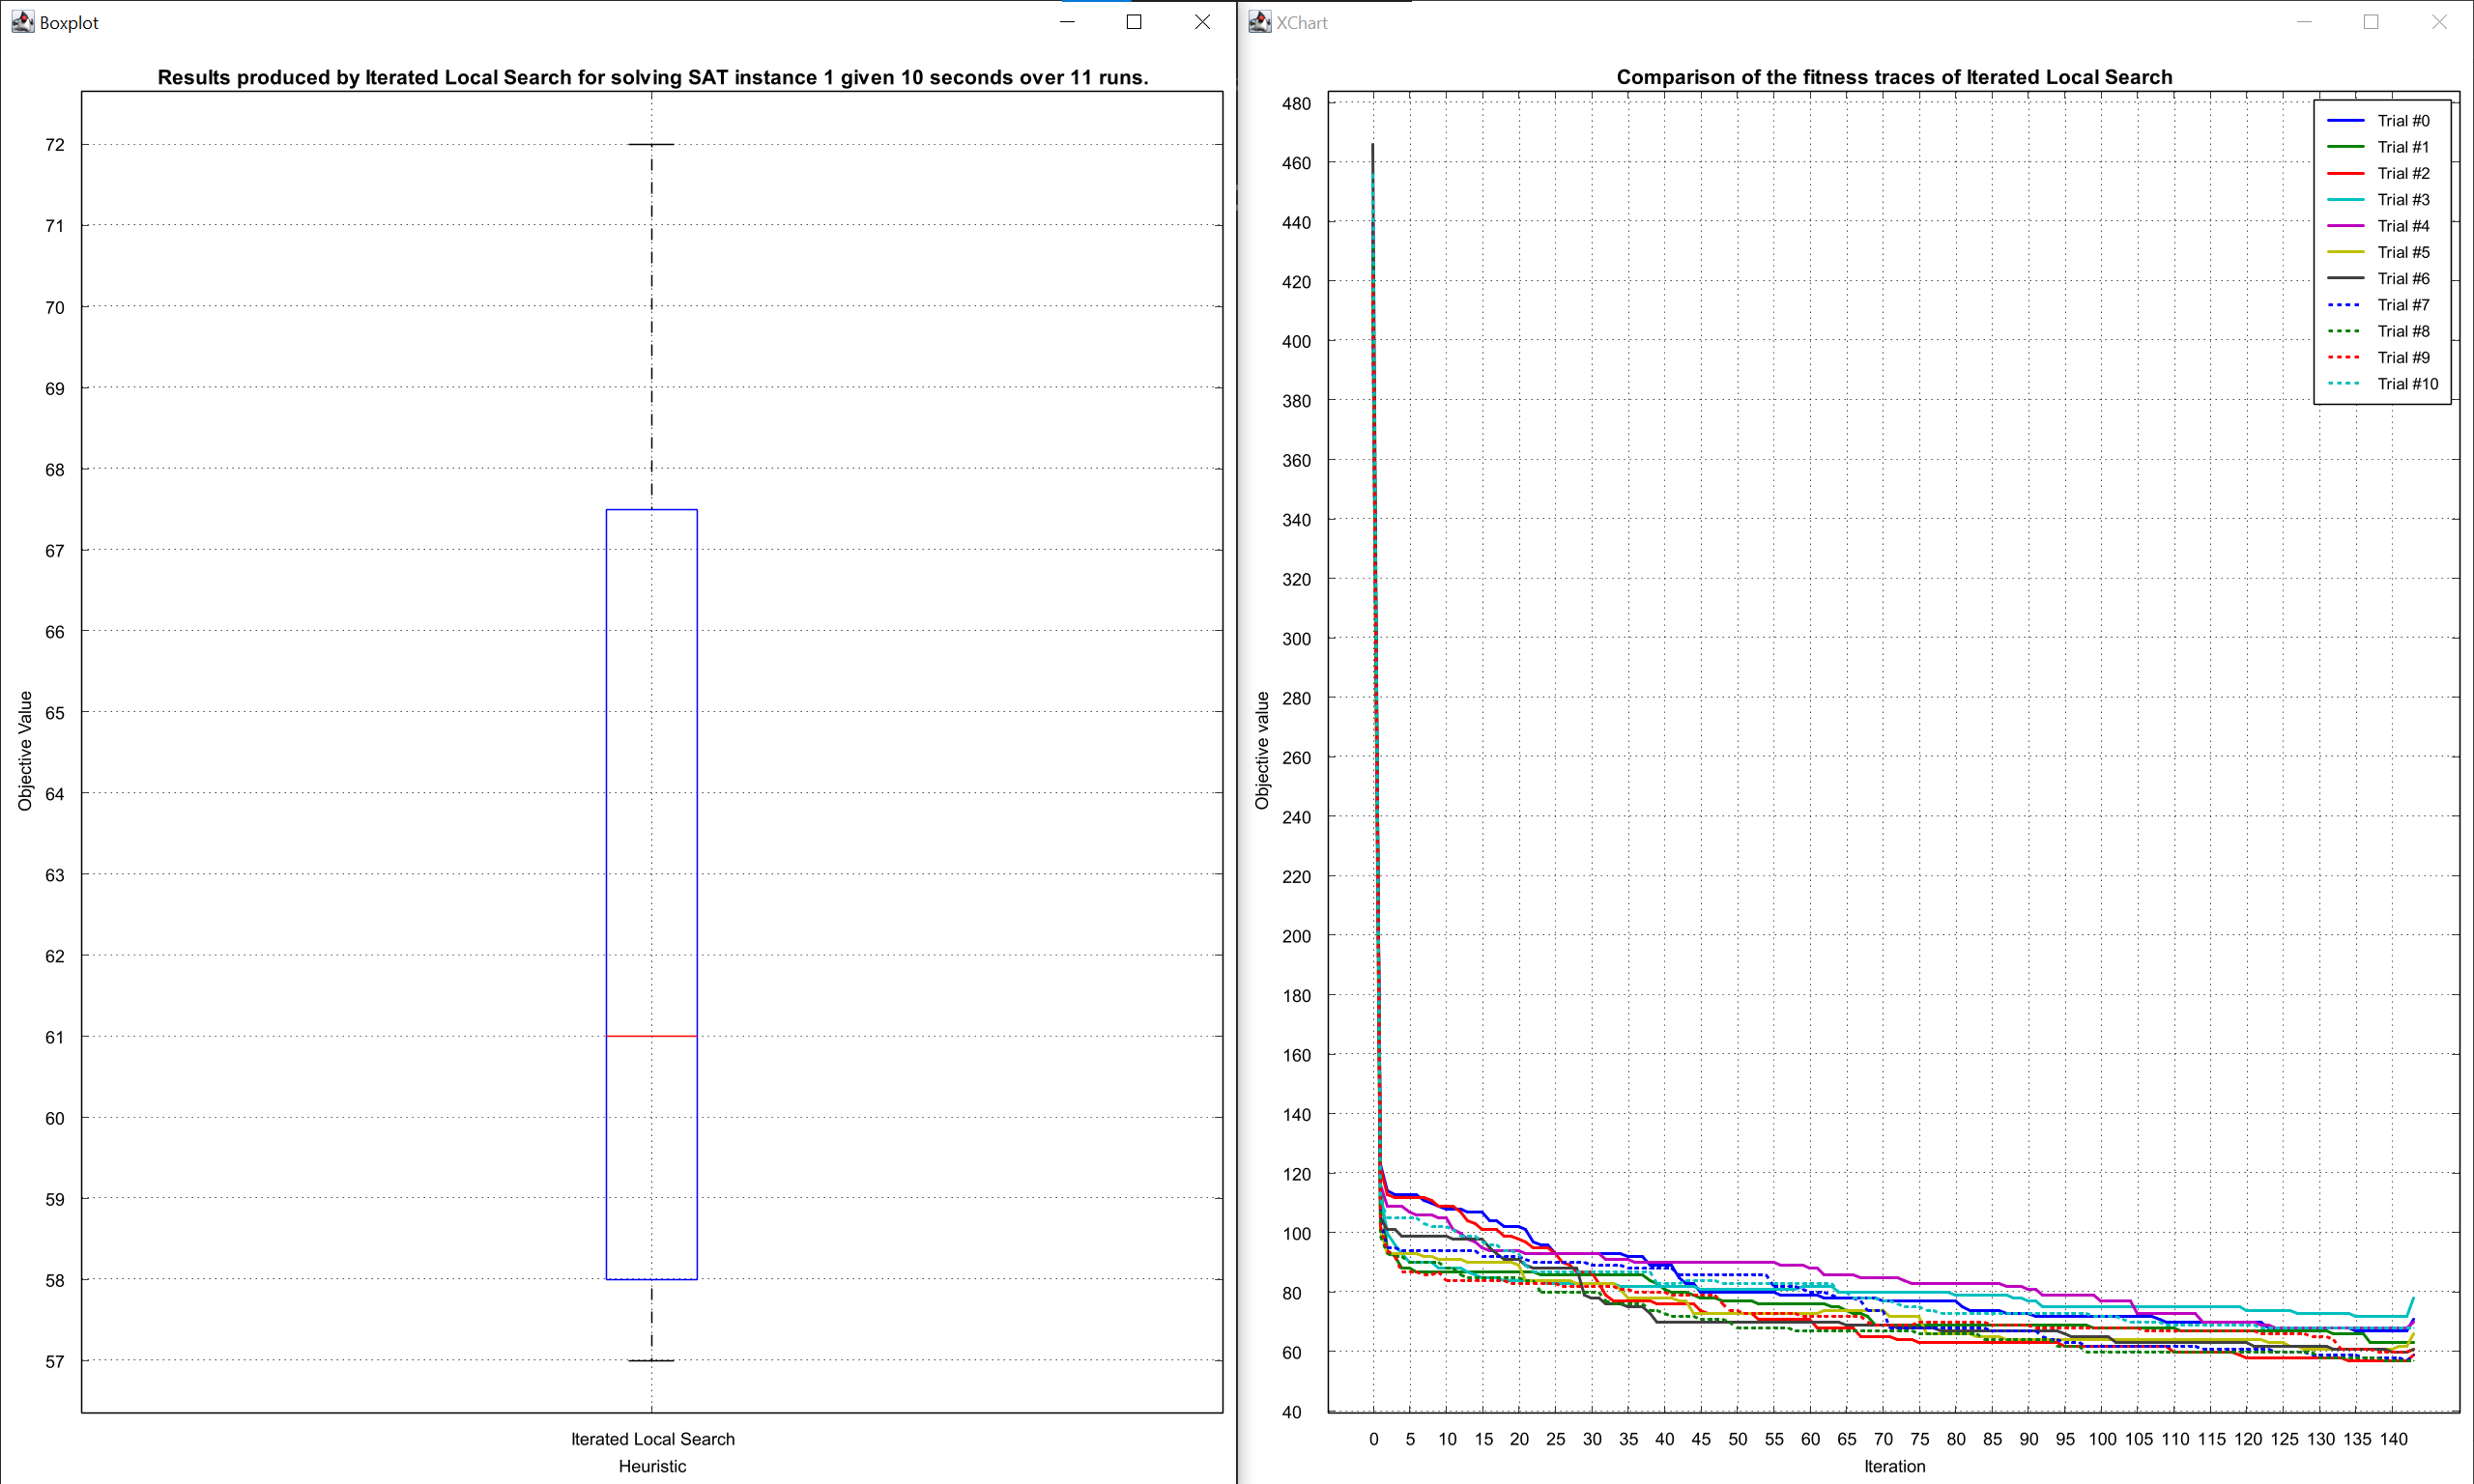 Boxplot
Results produced by Iterated Local Search for solving SAT instance 1 given 10 seconds over 11 runs.
72
71
70
69
68
67
66
65
64
63
62
61
60
59
58
57
Objective Value
Iterated Local Search
Heuristic
XChart
Comparison of the fitness traces of Iterated Local Search
480
460
440
420
400
380
360
340
320
300
280
260
240
220
200
180
160
140
120
100
80
60
40
Objective value
Trial #0
Trial #1
Trial #2
Trial #3
Trial #4
Trial #5
Trial #6
Trial #7
Trial #8
Trial #9
Trial #10
0 5 10 15 20 25 30 35 40 45 50 55 60 65 70 75 80 85 90 95 100 105 110 115 120 125 130 135 140
Iteration